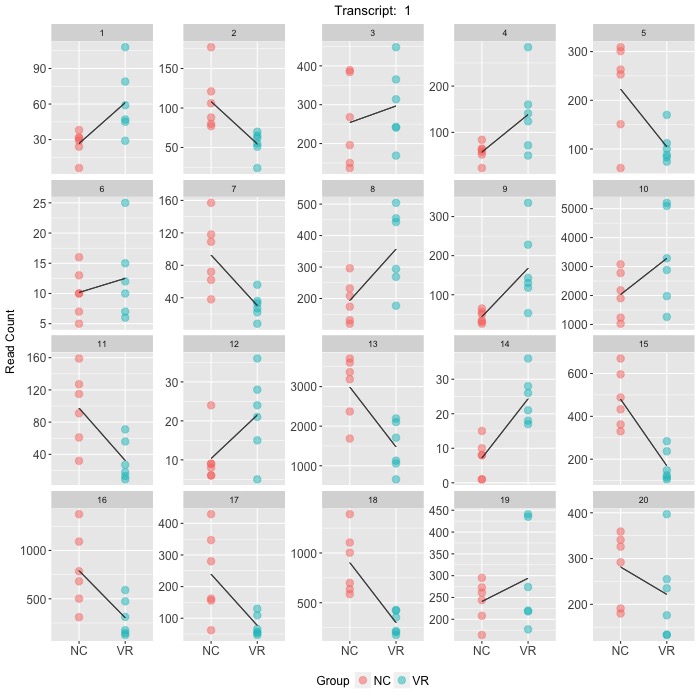 Transcript: 1
1 2 3 4 5
90 60 30
150 100 50
400 300 200
200 100
300 200 100
6 7 8 9 10
25 20 15 10 5
160 120 80 40
500 400 300 200
300 200 100
5000 4000 3000 2000 1000
Read Count
11 12 13 14 15
160 120 80 40
30 20 10
3000 2000 1000
30 20 10 0
600 400 200
16 17 18 19 20
1000 500
400 300 200 100
1000 500
450 400 350 300 250 200
400 300 200
NC VR NC VR NC VR NC VR NC VR
Group NC VR